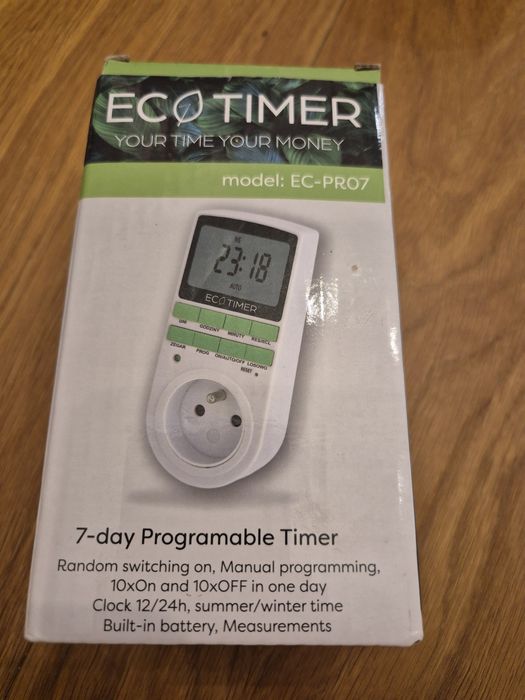 ECO TIMER
YOUR TIME YOUR MONEY
model: EC-PR07
23:18
AUTO
ECOTIMER
DNI GODZINY MINUTY RES/RCL
ZEGAR PROG ON/AUTO/OFF LOSOWO
RESET
7-day Programable Timer
Random switching on, Manual programming,
10xOn and 10xOFF in one day
Clock 12/24h, summer/winter time
Built-in battery, Measurements